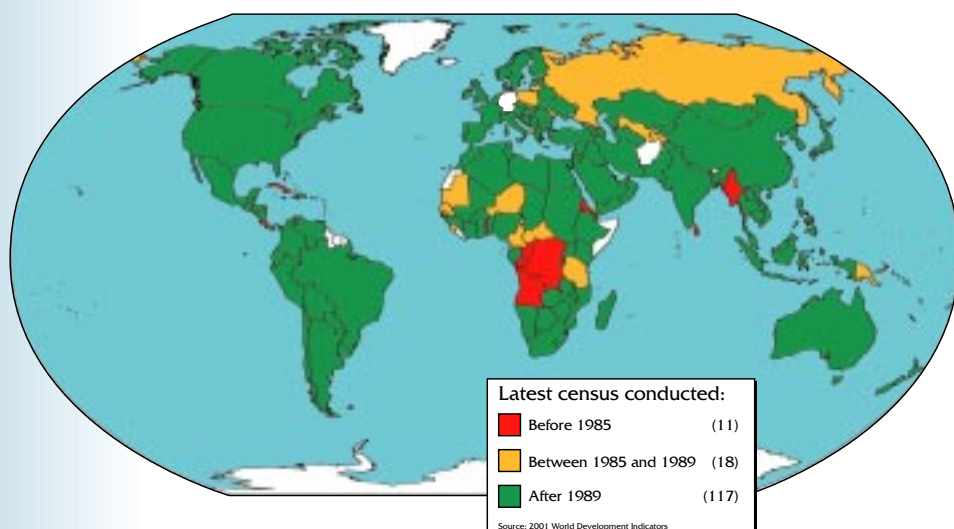 Latest census conducted:
Before 1985 (11)
Between 1985 and 1989 (18)
After 1989 (117)
Source: 2001 World Development Indicators